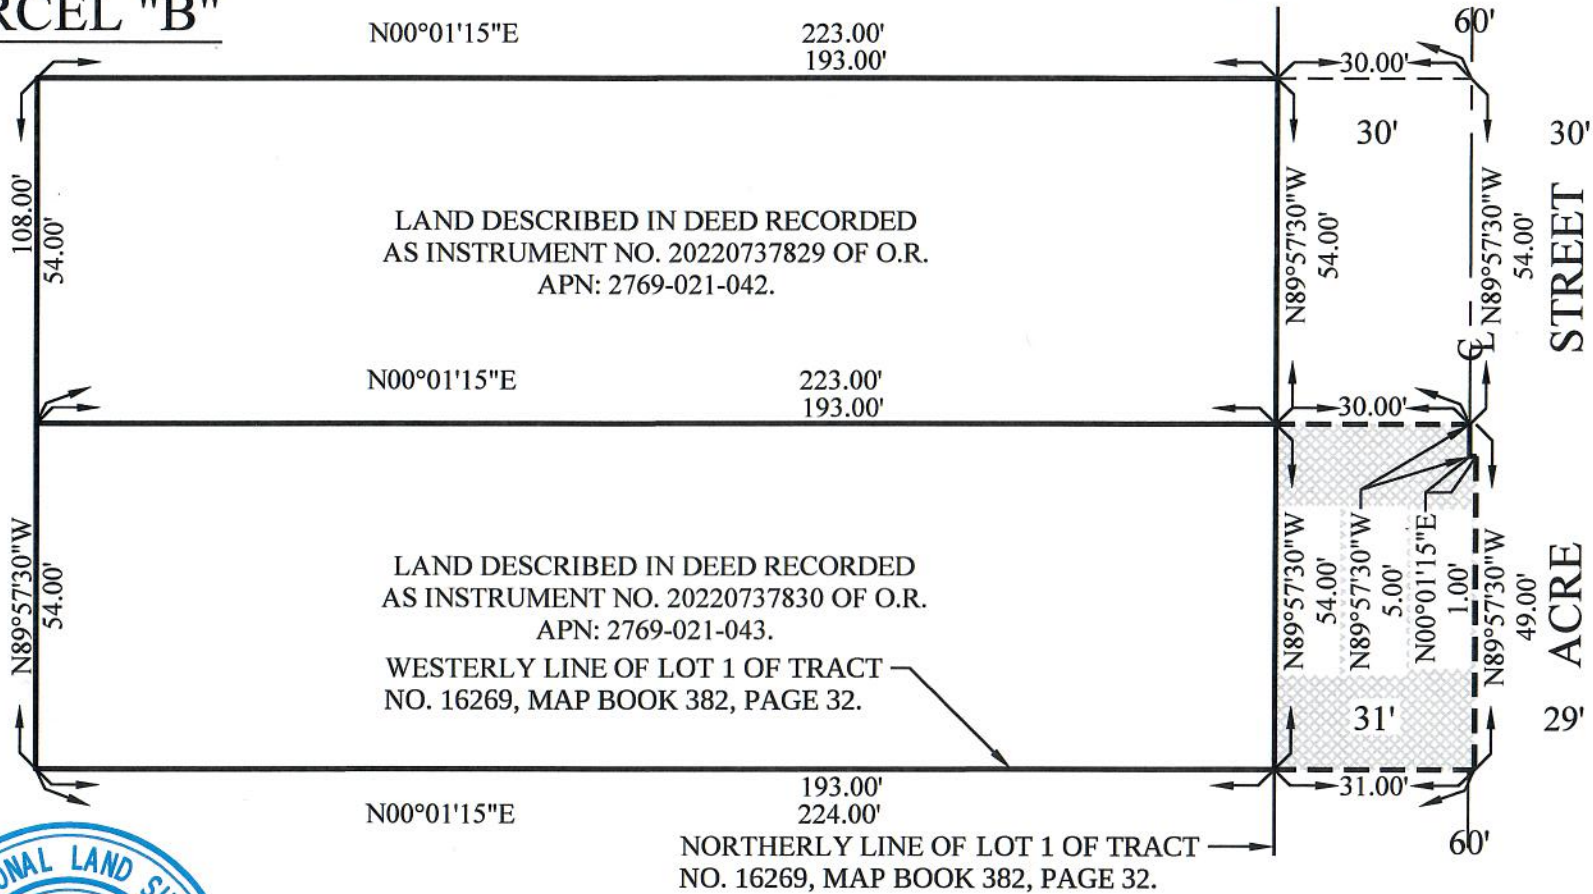 RCEL "B"
N00°01'15"E
223.00'
193.00'
60'
30.00'
30'
30'
108.00'
54.00'
LAND DESCRIBED IN DEED RECORDED
AS INSTRUMENT NO. 20220737829 OF O.R.
APN: 2769-021-042.
N89°57'30"W
54.00'
N89°57'30"W
54.00'
STREET
℄
N00°01'15"E
223.00'
193.00'
30.00'
N89°57'30"W
54.00'
LAND DESCRIBED IN DEED RECORDED
AS INSTRUMENT NO. 20220737830 OF O.R.
APN: 2769-021-043.
N89°57'30"W
54.00'
N89°57'30"W
5.00'
N00°01'15"E
1.00'
N89°57'30"W
49.00'
ACRE
WESTERLY LINE OF LOT 1 OF TRACT
NO. 16269, MAP BOOK 382, PAGE 32.
31'
29'
193.00'
224.00'
N00°01'15"E
31.00'
60'
NORTHERLY LINE OF LOT 1 OF TRACT
NO. 16269, MAP BOOK 382, PAGE 32.
ONAL LAND SU